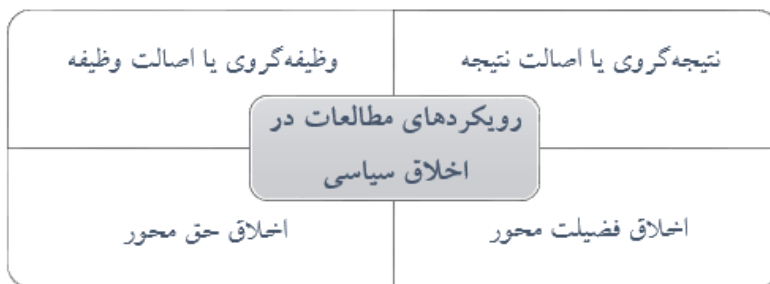 نتیجه‌گروی یا اصالت نتیجه
وظیفه‌گروی یا اصالت وظیفه
رویکردهای مطالعات در
اخلاق سیاسی
اخلاق فضیلت محور
اخلاق حق محور